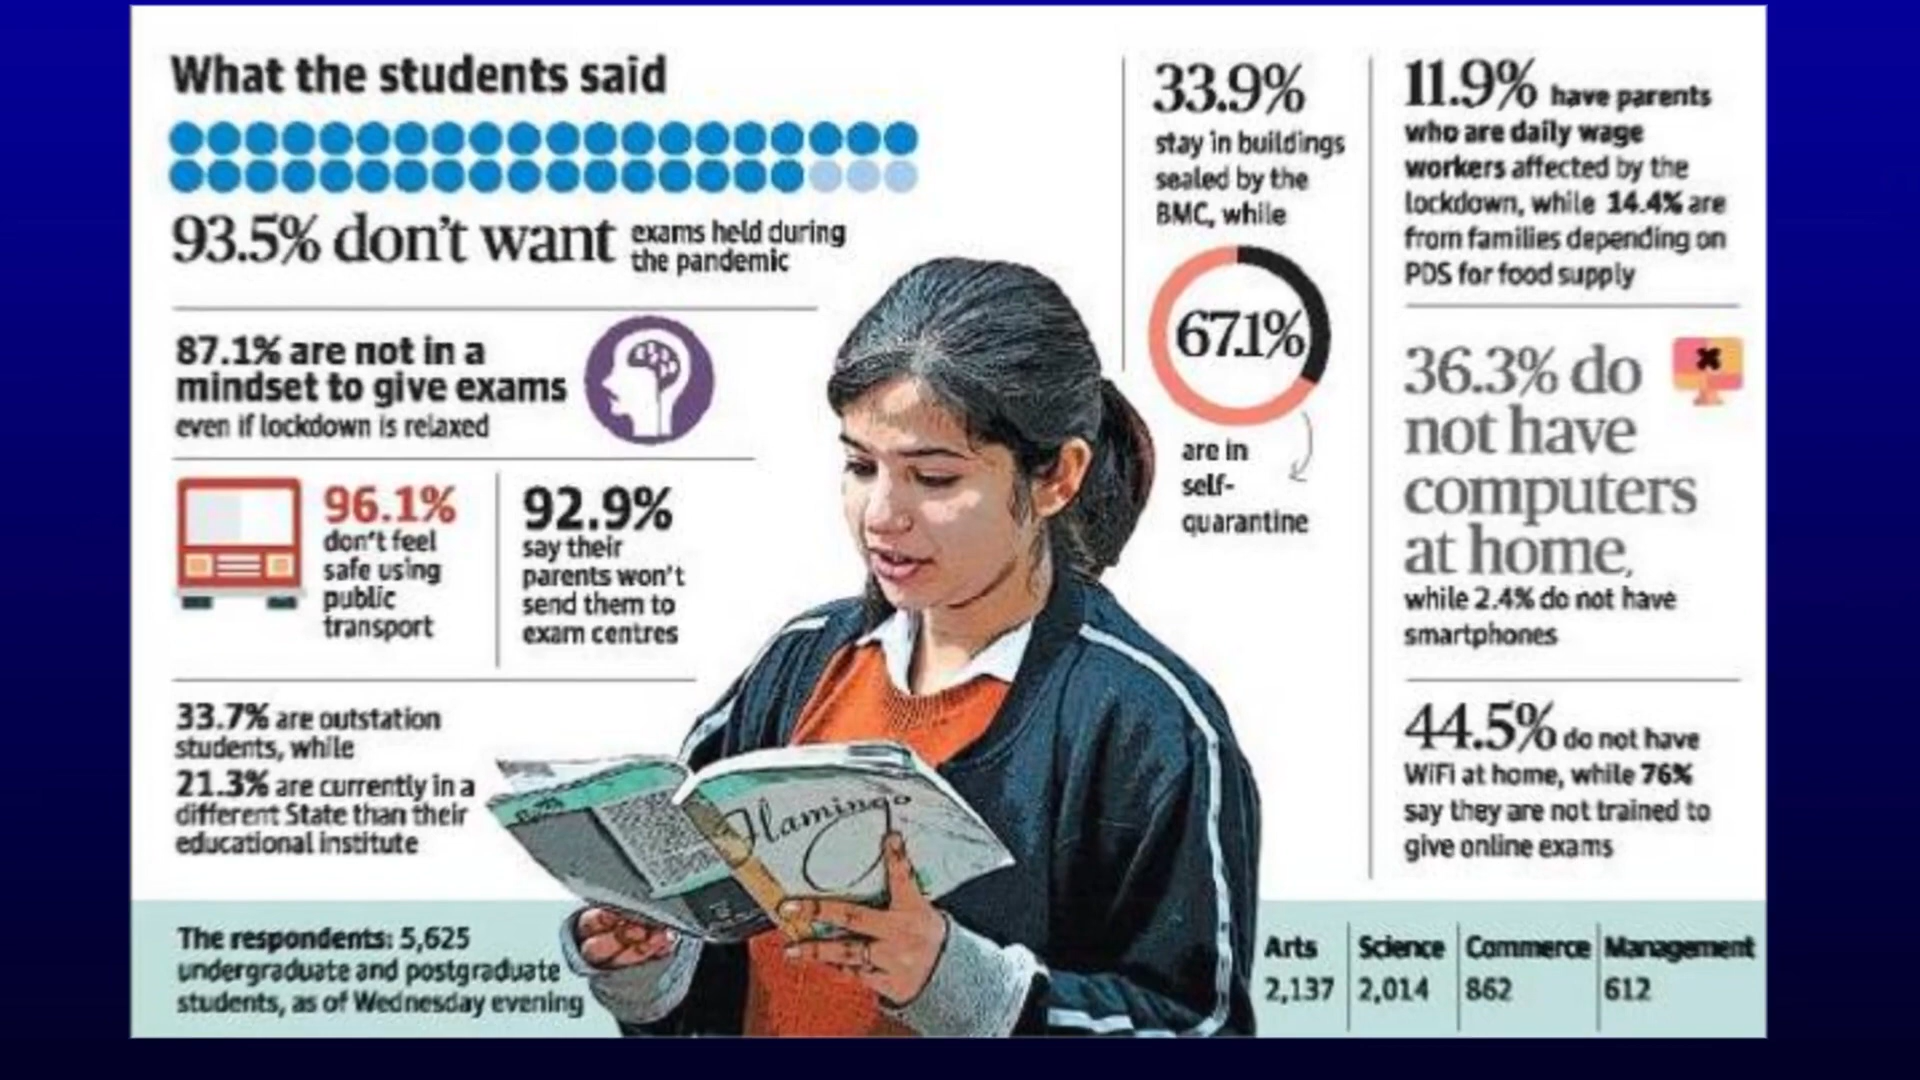 What the students said
93.5% don't want exams held during
the pandemic
87.1% are not in a
mindset to give exams
even if lockdown is relaxed
96.1%
don't feel
safe using
public
transport
92.9%
say their
parents won't
send them to
exam centres
33.7% are outstation
students, while
21.3% are currently in a
different State than their
educational institute
33.9%
stay in buildings
sealed by the
BMC, while
67.1%
are in
self-
quarantine
11.9% have parents
who are daily wage
workers affected by the
lockdown, while 14.4% are
from families depending on
PDS for food supply
36.3% do
not have
computers
at home,
while 2.4% do not have
smartphones
44.5% do not have
WiFi at home, while 76%
say they are not trained to
give online exams
Flamingo
The respondents: 5,625
undergraduate and postgraduate
students, as of Wednesday evening
Arts Science Commerce Management
2,137 2,014 862 612